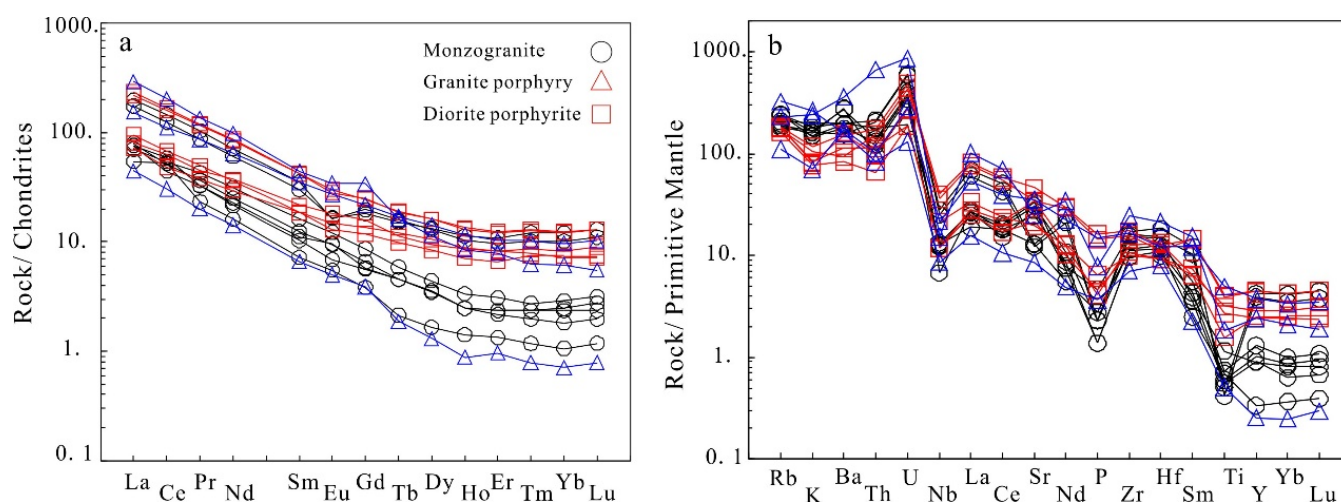 a
Monzogranite
Granite porphyry
Diorite porphyrite
Rock/ Chondrites
1000.
100.
10.
1.
0. 1
La Ce Pr Nd Sm Eu Gd Tb Dy Ho Er Tm Yb Lu
b
Rock/ Primitive Mantle
1000.
100.
10.
1.
0. 1
Rb K Ba Th U Nb La Ce Sr Nd P Zr Hf Sm Ti Y Yb Lu